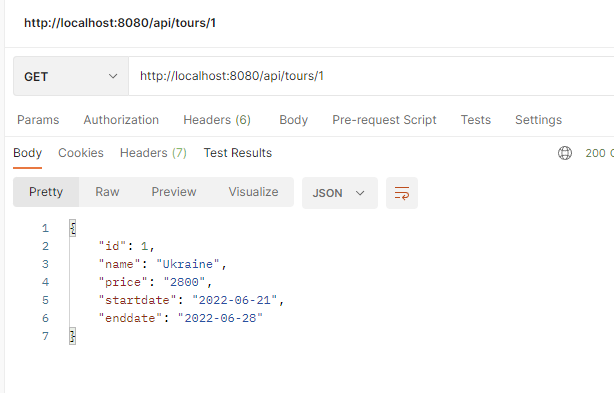 http://localhost:8080/api/tours/1
GET http://localhost:8080/api/tours/1
Params Authorization Headers (6) Body Pre-request Script Tests Settings
Body Cookies Headers (7) Test Results 200
Pretty Raw Preview Visualize JSON
1 {
2 "id": 1,
3 "name": "Ukraine",
4 "price": "2800",
5 "startdate": "2022-06-21",
6 "enddate": "2022-06-28"
7 }